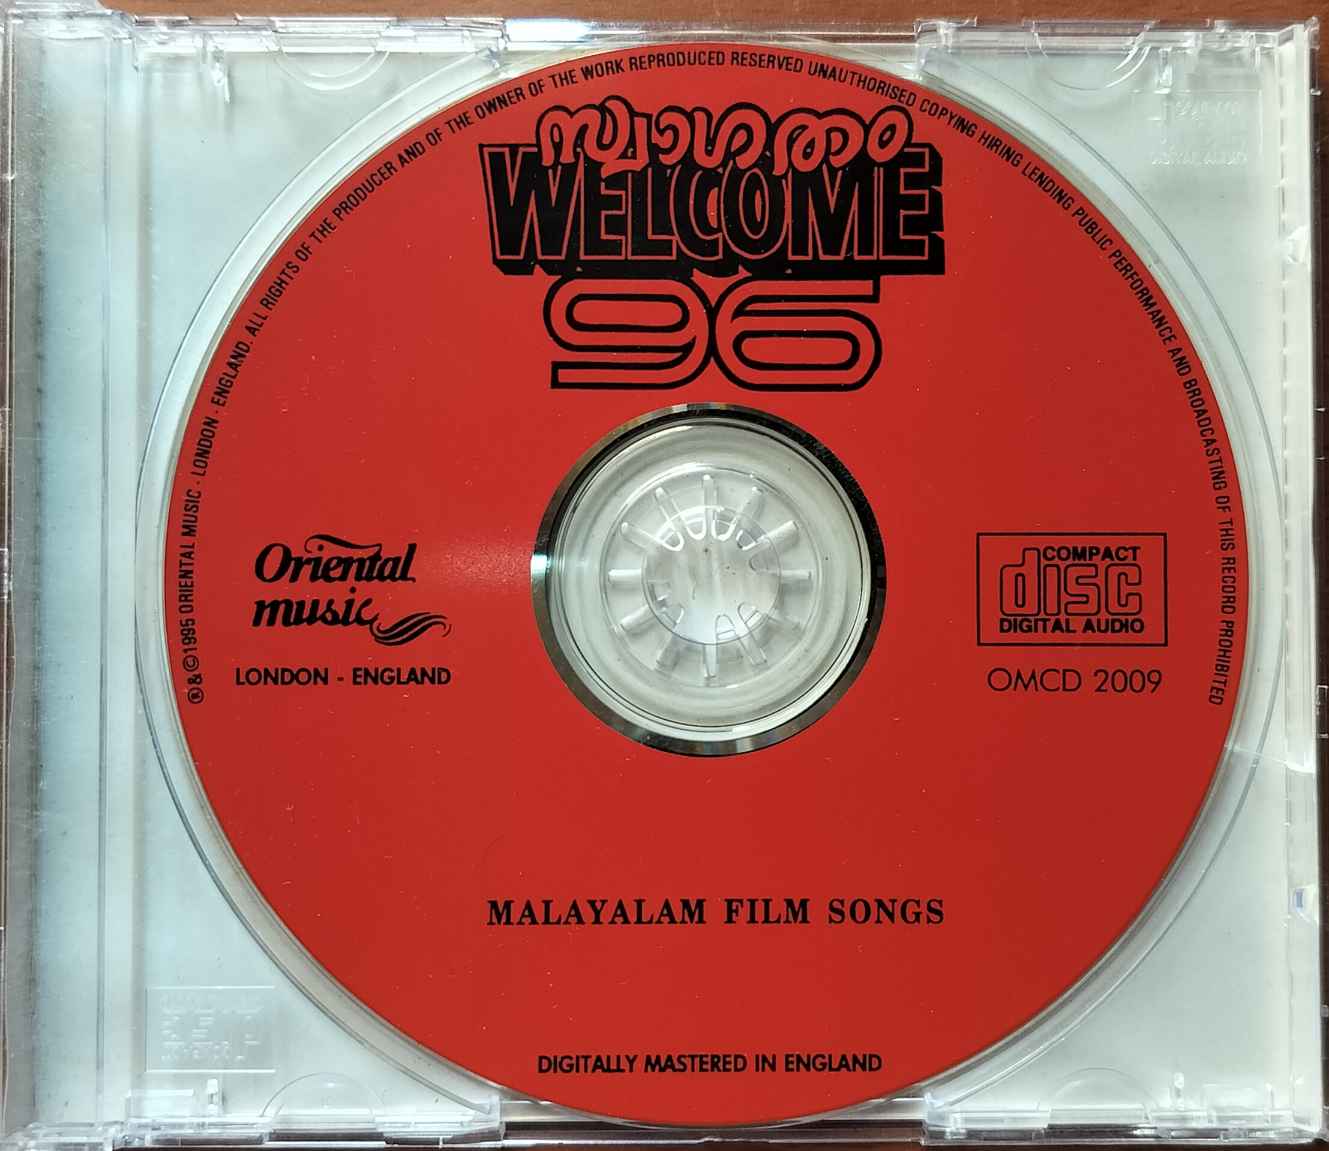 ℗&©1995 ORIENTAL MUSIC - LONDON - ENGLAND. ALL RIGHTS OF THE PRODUCER AND OF THE OWNER OF THE WORK REPRODUCED RESERVED UNAUTHORISED COPYING HIRING LENDING PUBLIC PERFORMANCE AND BROADCASTING OF THIS RECORD PROHIBITED
സ്വാഗതം
WELCOME
96
Oriental
music
LONDON - ENGLAND
COMPACT
disc
DIGITAL AUDIO
OMCD 2009
MALAYALAM FILM SONGS
DIGITALLY MASTERED IN ENGLAND